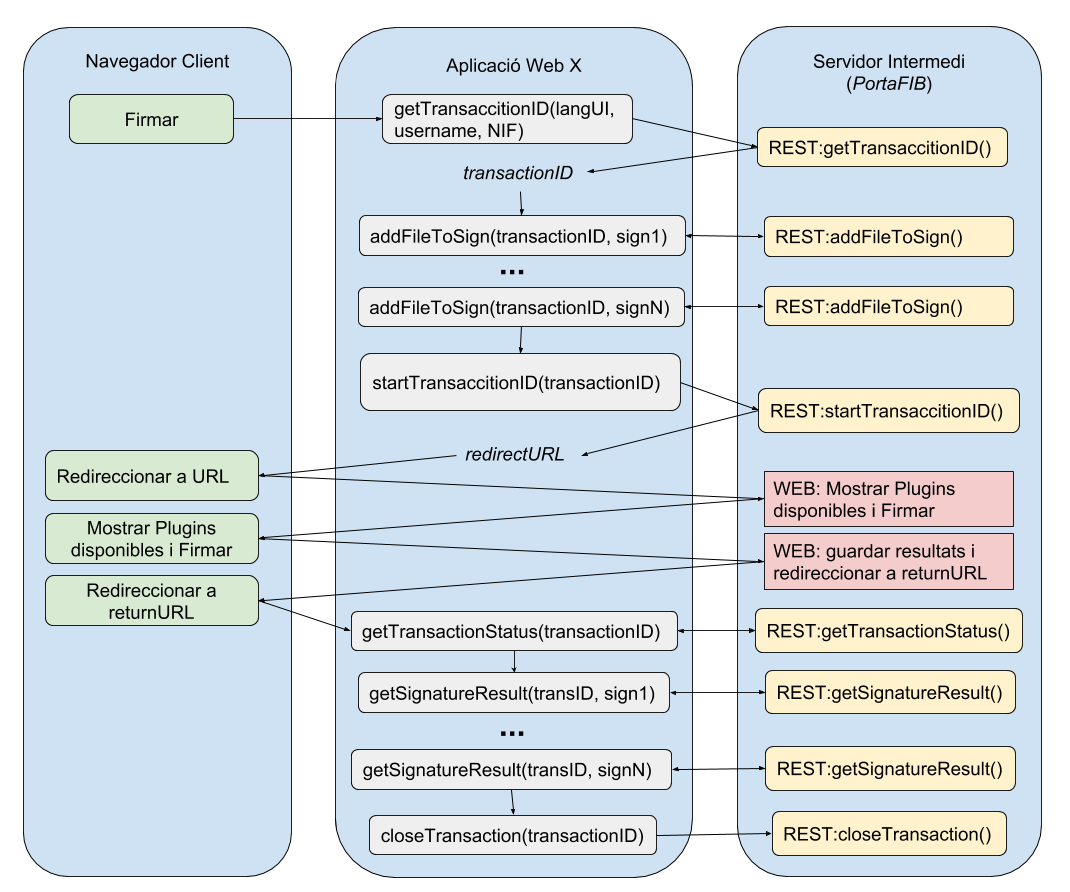 Navegador Client
Aplicació Web X
Servidor Intermedi
(PortaFIB)
Firmar
getTransaccitionID(langUI,
username, NIF)
REST:getTransaccitionID()
transactionID
addFileToSign(transactionID, sign1)
REST:addFileToSign()
...
addFileToSign(transactionID, signN)
REST:addFileToSign()
startTransaccitionID(transactionID)
REST:startTransaccitionID()
redirectURL
Redireccionar a URL
WEB: Mostrar Plugins
disponibles i Firmar
Mostrar Plugins
disponibles i Firmar
WEB: guardar resultats i
redireccionar a returnURL
Redireccionar a
returnURL
getTransactionStatus(transactionID)
REST:getTransactionStatus()
getSignatureResult(transID, sign1)
REST:getSignatureResult()
...
getSignatureResult(transID, signN)
REST:getSignatureResult()
closeTransaction(transactionID)
REST:closeTransaction()